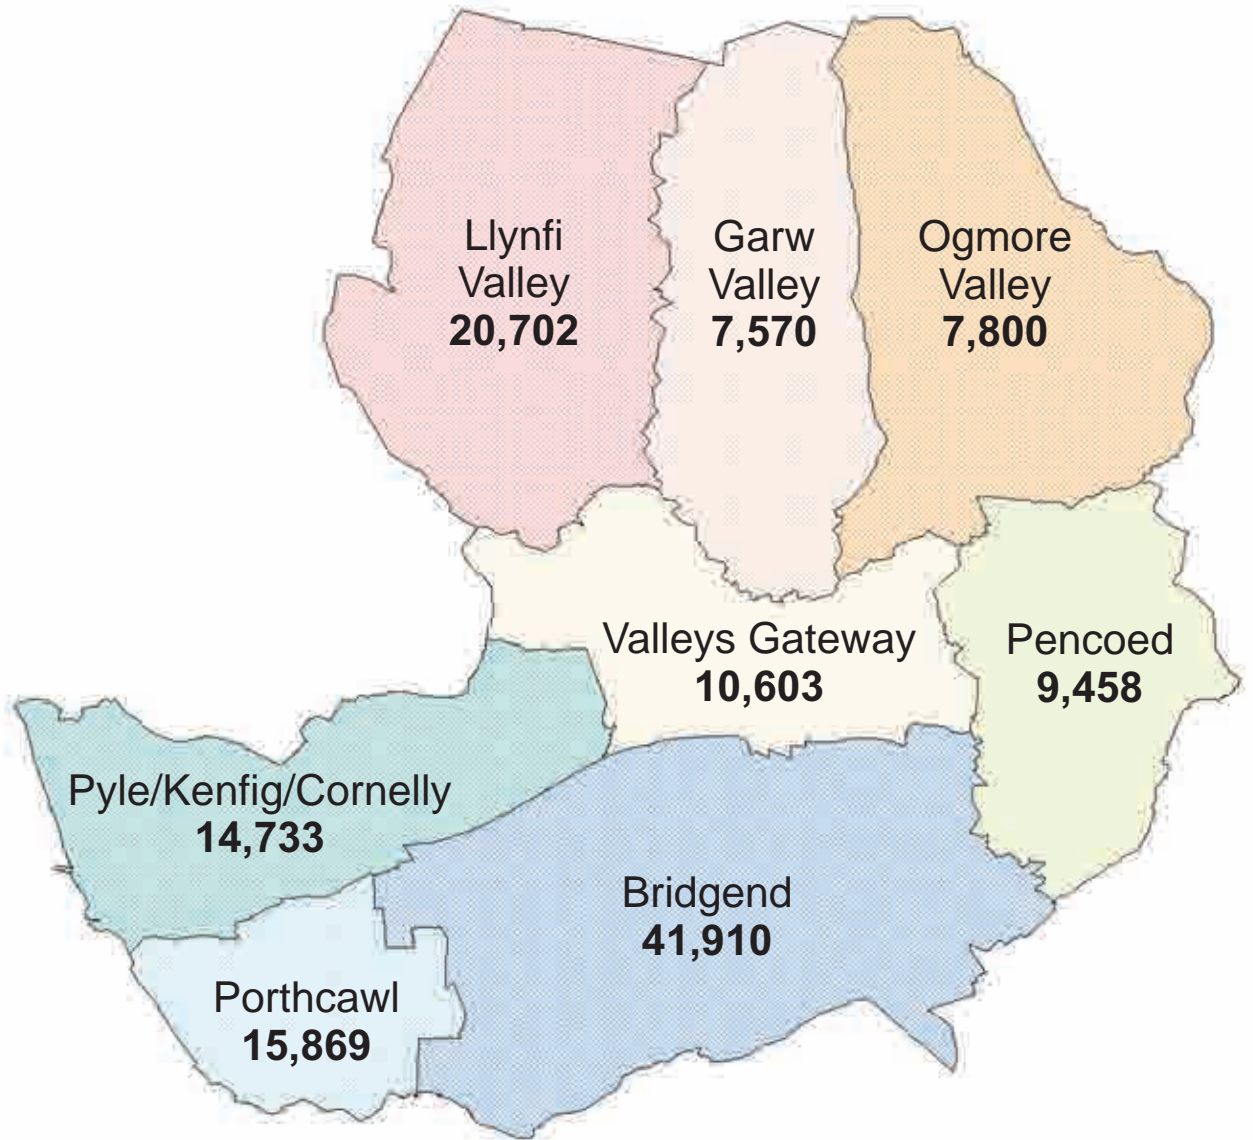 Llynfi
Valley
20,702
Garw
Valley
7,570
Ogmore
Valley
7,800
Valleys Gateway
10,603
Pencoed
9,458
Pyle/Kenfig/Cornelly
14,733
Bridgend
41,910
Porthcawl
15,869